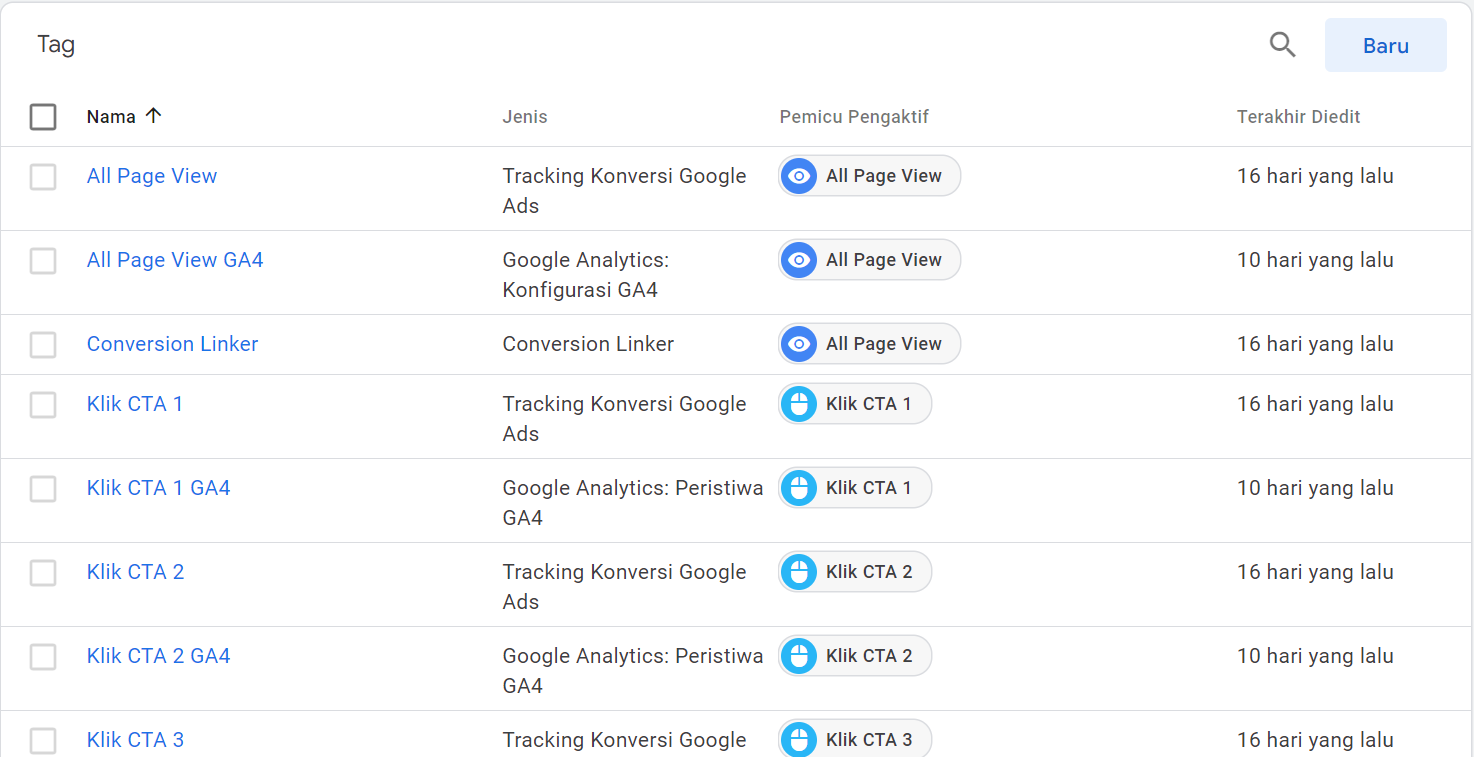 Tag
Baru
Nama Jenis Pemicu Pengaktif Terakhir Diedit
All Page View Tracking Konversi Google All Page View 16 hari yang lalu
Ads
All Page View GA4 Google Analytics: All Page View 10 hari yang lalu
Konfigurasi GA4
Conversion Linker Conversion Linker All Page View 16 hari yang lalu
Klik CTA 1 Tracking Konversi Google Klik CTA 1 16 hari yang lalu
Ads
Klik CTA 1 GA4 Google Analytics: Peristiwa Klik CTA 1 10 hari yang lalu
GA4
Klik CTA 2 Tracking Konversi Google Klik CTA 2 16 hari yang lalu
Ads
Klik CTA 2 GA4 Google Analytics: Peristiwa Klik CTA 2 10 hari yang lalu
GA4
Klik CTA 3 Tracking Konversi Google Klik CTA 3 16 hari yang lalu